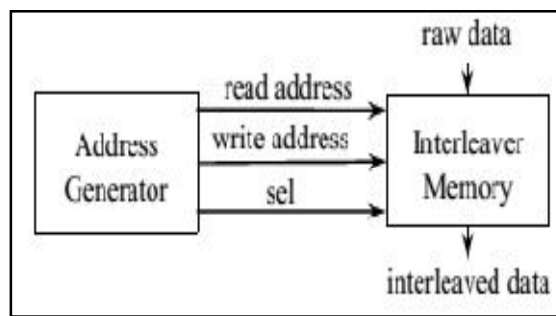 raw data
read address
Address
Generator
write address
sel
Interleaver
Memory
interleaved data